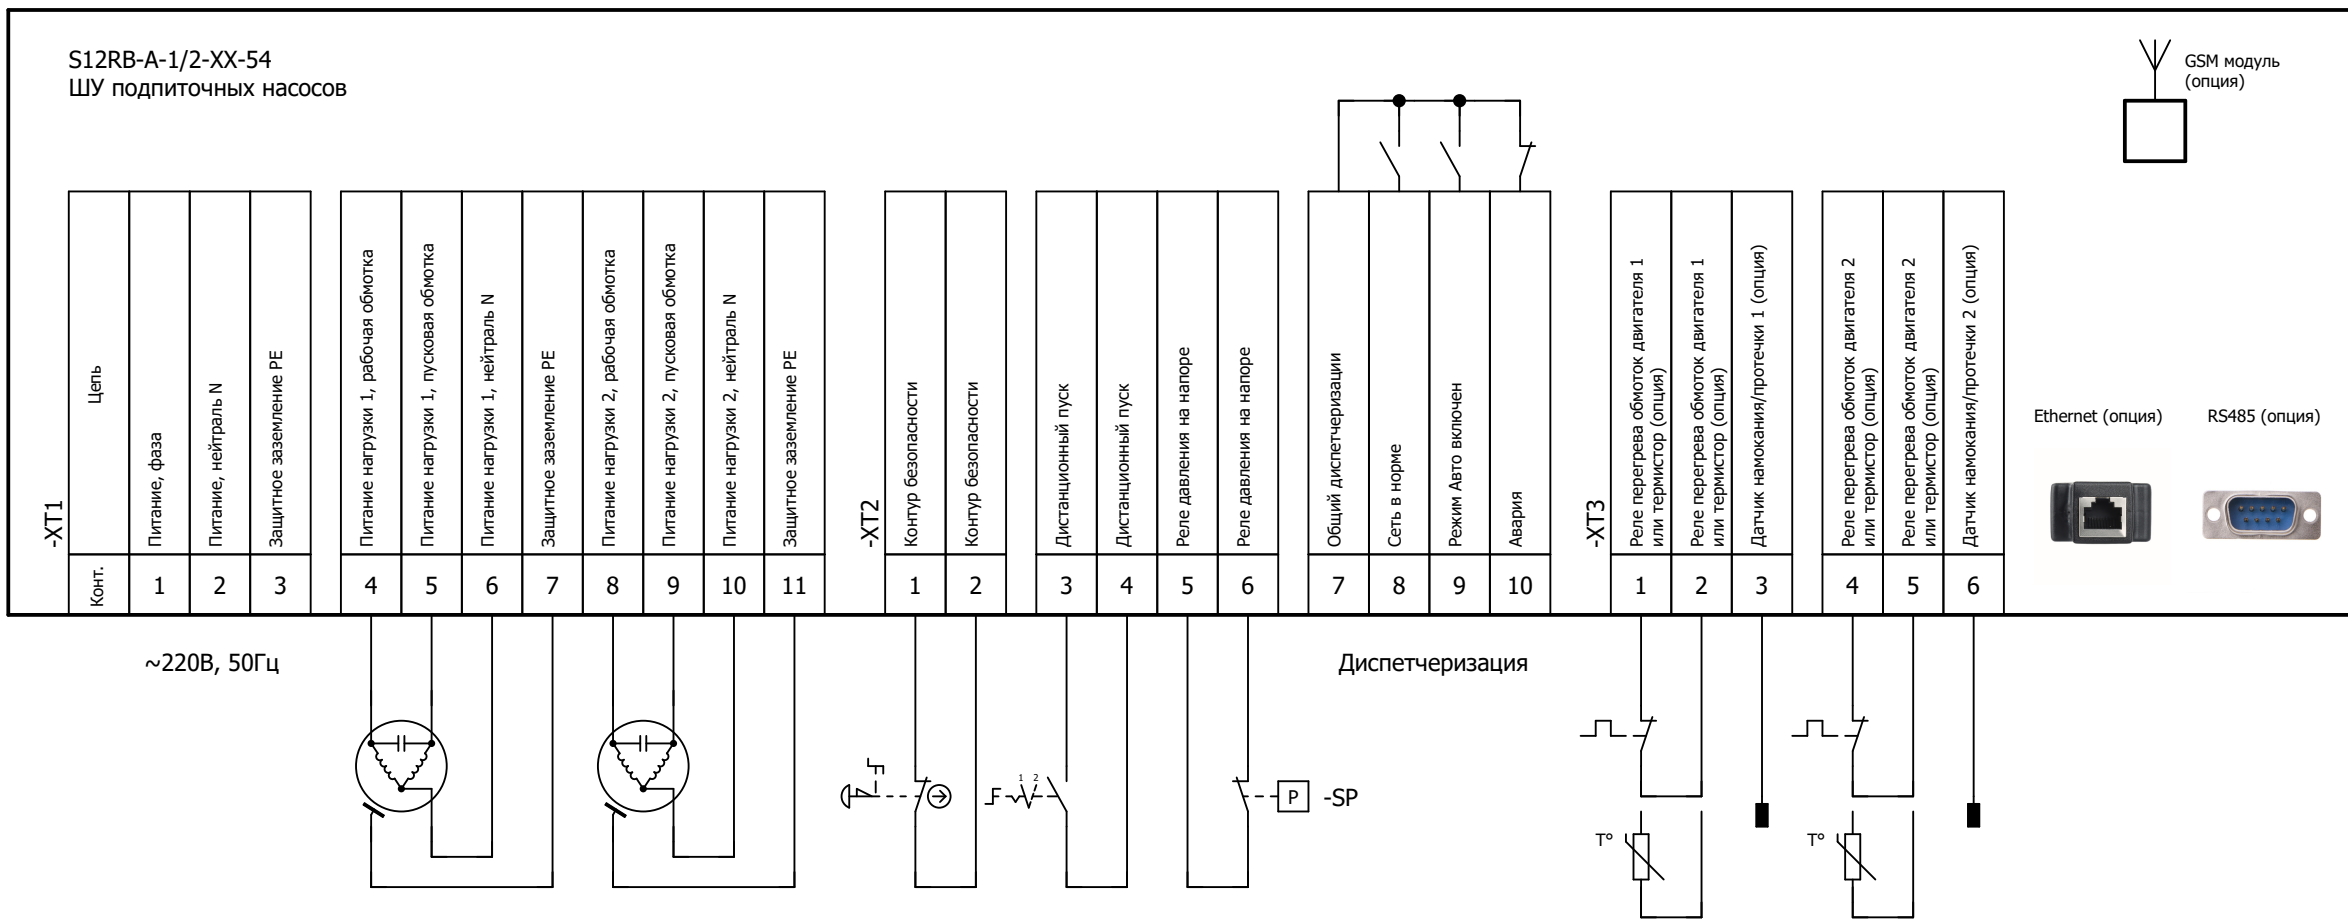 S12RB-A-1/2-XX-54
ШУ подпиточных насосов
GSM модуль
(опция)
-XT1
Цепь
Питание, фаза
Питание, нейтраль N
Защитное заземление PE
Питание нагрузки 1, рабочая обмотка
Питание нагрузки 1, пусковая обмотка
Питание нагрузки 1, нейтраль N
Защитное заземление PE
Питание нагрузки 2, рабочая обмотка
Питание нагрузки 2, пусковая обмотка
Питание нагрузки 2, нейтраль N
Защитное заземление PE
Конт.
1
2
3
4
5
6
7
8
9
10
11
-XT2
Контур безопасности
Контур безопасности
Дистанционный пуск
Дистанционный пуск
Реле давления на напоре
Реле давления на напоре
Общий диспетчеризации
Сеть в норме
Режим Авто включен
Авария
1
2
3
4
5
6
7
8
9
10
-XT3
Реле перегрева обмоток двигателя 1
или термистор (опция)
Реле перегрева обмоток двигателя 1
или термистор (опция)
Датчик намокания/протечки 1 (опция)
Реле перегрева обмоток двигателя 2
или термистор (опция)
Реле перегрева обмоток двигателя 2
или термистор (опция)
Датчик намокания/протечки 2 (опция)
1
2
3
4
5
6
Ethernet (опция)
RS485 (опция)
~220В, 50Гц
Диспетчеризация
1 2
P
-SP
T°
T°